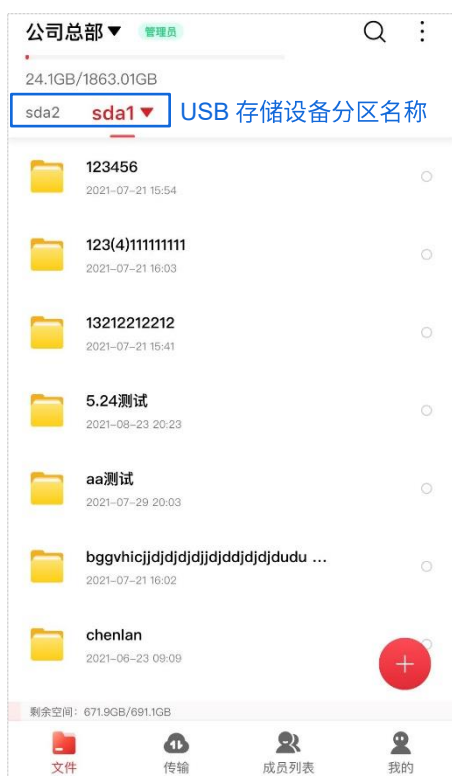 公司总部▼ 管理员
24.1GB/1863.01GB
sda2 sda1▼ USB 存储设备分区名称
123456
2021-07-21 15:54
123(4)111111111
2021-07-21 16:03
13212212212
2021-07-21 15:41
5.24测试
2021-08-23 20:23
aa测试
2021-07-29 20:03
bggvhicjjdjdjdjdjjdjddjdjdjdudu ...
2021-07-21 16:02
chenlan
2021-06-23 09:09
剩余空间：671.9GB/691.1GB
文件 传输 成员列表 我的